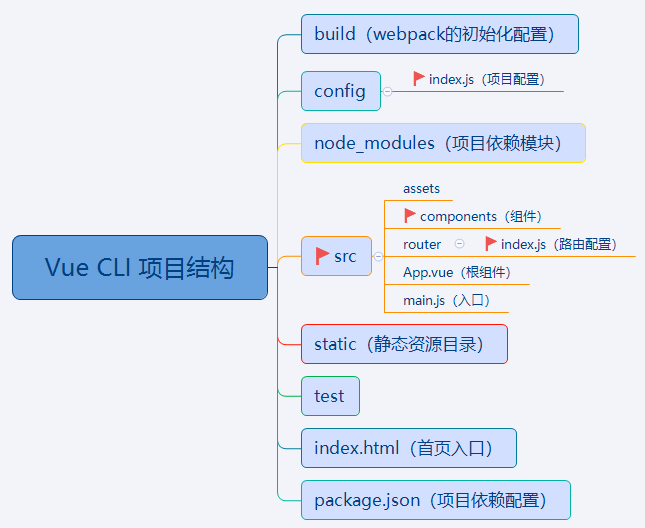 Vue CLI 项目结构
build（webpack的初始化配置）
config
index.js（项目配置）
node_modules（项目依赖模块）
src
assets
components（组件）
router
index.js（路由配置）
App.vue（根组件）
main.js（入口）
static（静态资源目录）
test
index.html（首页入口）
package.json（项目依赖配置）